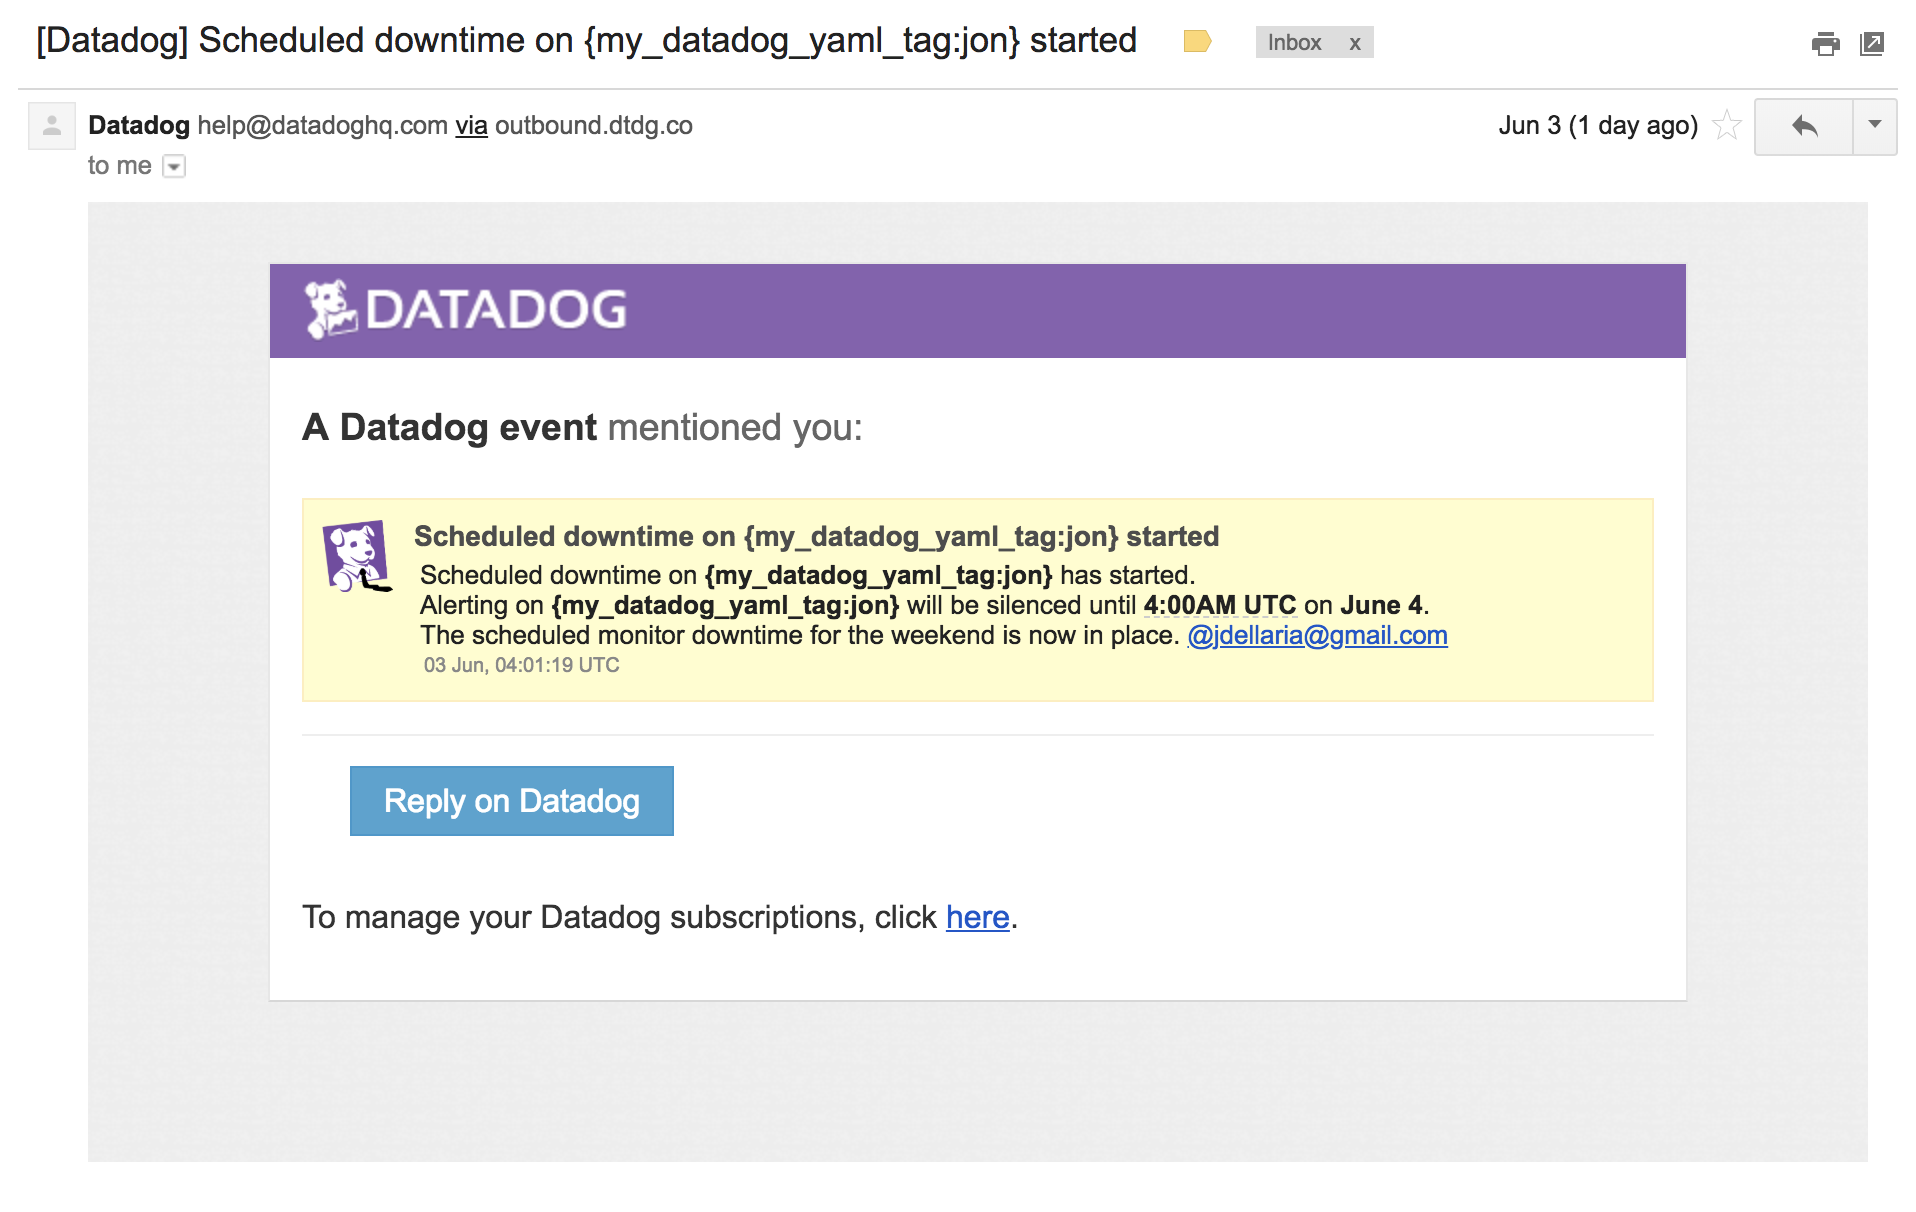 [Datadog] Scheduled downtime on {my_datadog_yaml_tag:jon} started Inbox x
Datadog help@datadoghq.com via outbound.dtdg.co Jun 3 (1 day ago)
to me
DATADOG
A Datadog event mentioned you:
Scheduled downtime on {my_datadog_yaml_tag:jon} started
Scheduled downtime on {my_datadog_yaml_tag:jon} has started.
Alerting on {my_datadog_yaml_tag:jon} will be silenced until 4:00AM UTC on June 4.
The scheduled monitor downtime for the weekend is now in place. @jdellaria@gmail.com
03 Jun, 04:01:19 UTC
Reply on Datadog
To manage your Datadog subscriptions, click here.